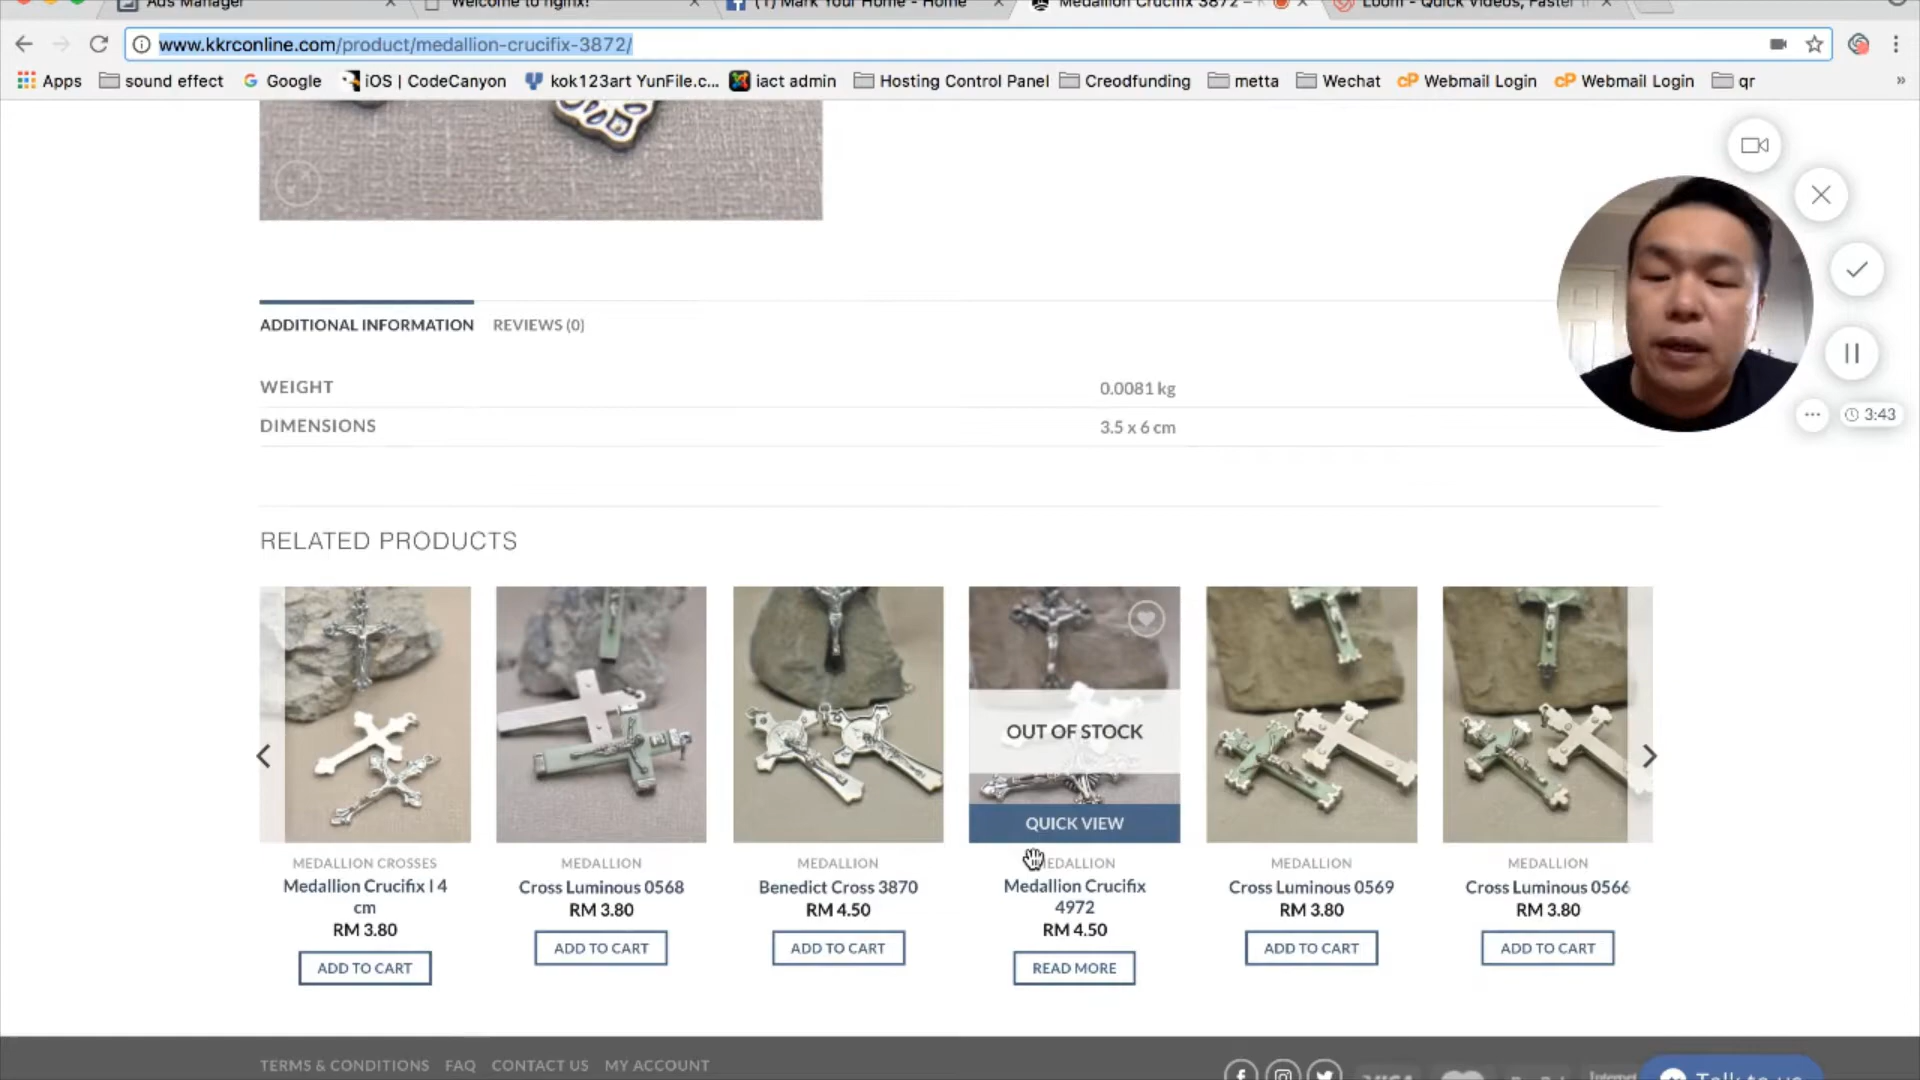 Ads Manager
Welcome to nginx!
(1) Mark Your Home - Home
Medallion Crucifix 3872 –
Loom - Quick Videos, Faster
www.kkrconline.com/product/medallion-crucifix-3872/
Apps sound effect Google iOS | CodeCanyon kok123art YunFile.c... iact admin Hosting Control Panel Creodfunding metta Wechat cP Webmail Login cP Webmail Login qr »
3:43
ADDITIONAL INFORMATION REVIEWS (0)
WEIGHT 0.0081 kg
DIMENSIONS 3.5 x 6 cm
RELATED PRODUCTS
OUT OF STOCK
QUICK VIEW
MEDALLION CROSSES
Medallion Crucifix I 4
cm
RM 3.80
ADD TO CART
MEDALLION
Cross Luminous 0568
RM 3.80
ADD TO CART
MEDALLION
Benedict Cross 3870
RM 4.50
ADD TO CART
MEDALLION
Medallion Crucifix
4972
RM 4.50
READ MORE
MEDALLION
Cross Luminous 0569
RM 3.80
ADD TO CART
MEDALLION
Cross Luminous 0566
RM 3.80
ADD TO CART
TERMS & CONDITIONS FAQ CONTACT US MY ACCOUNT
VISA
Talk to us